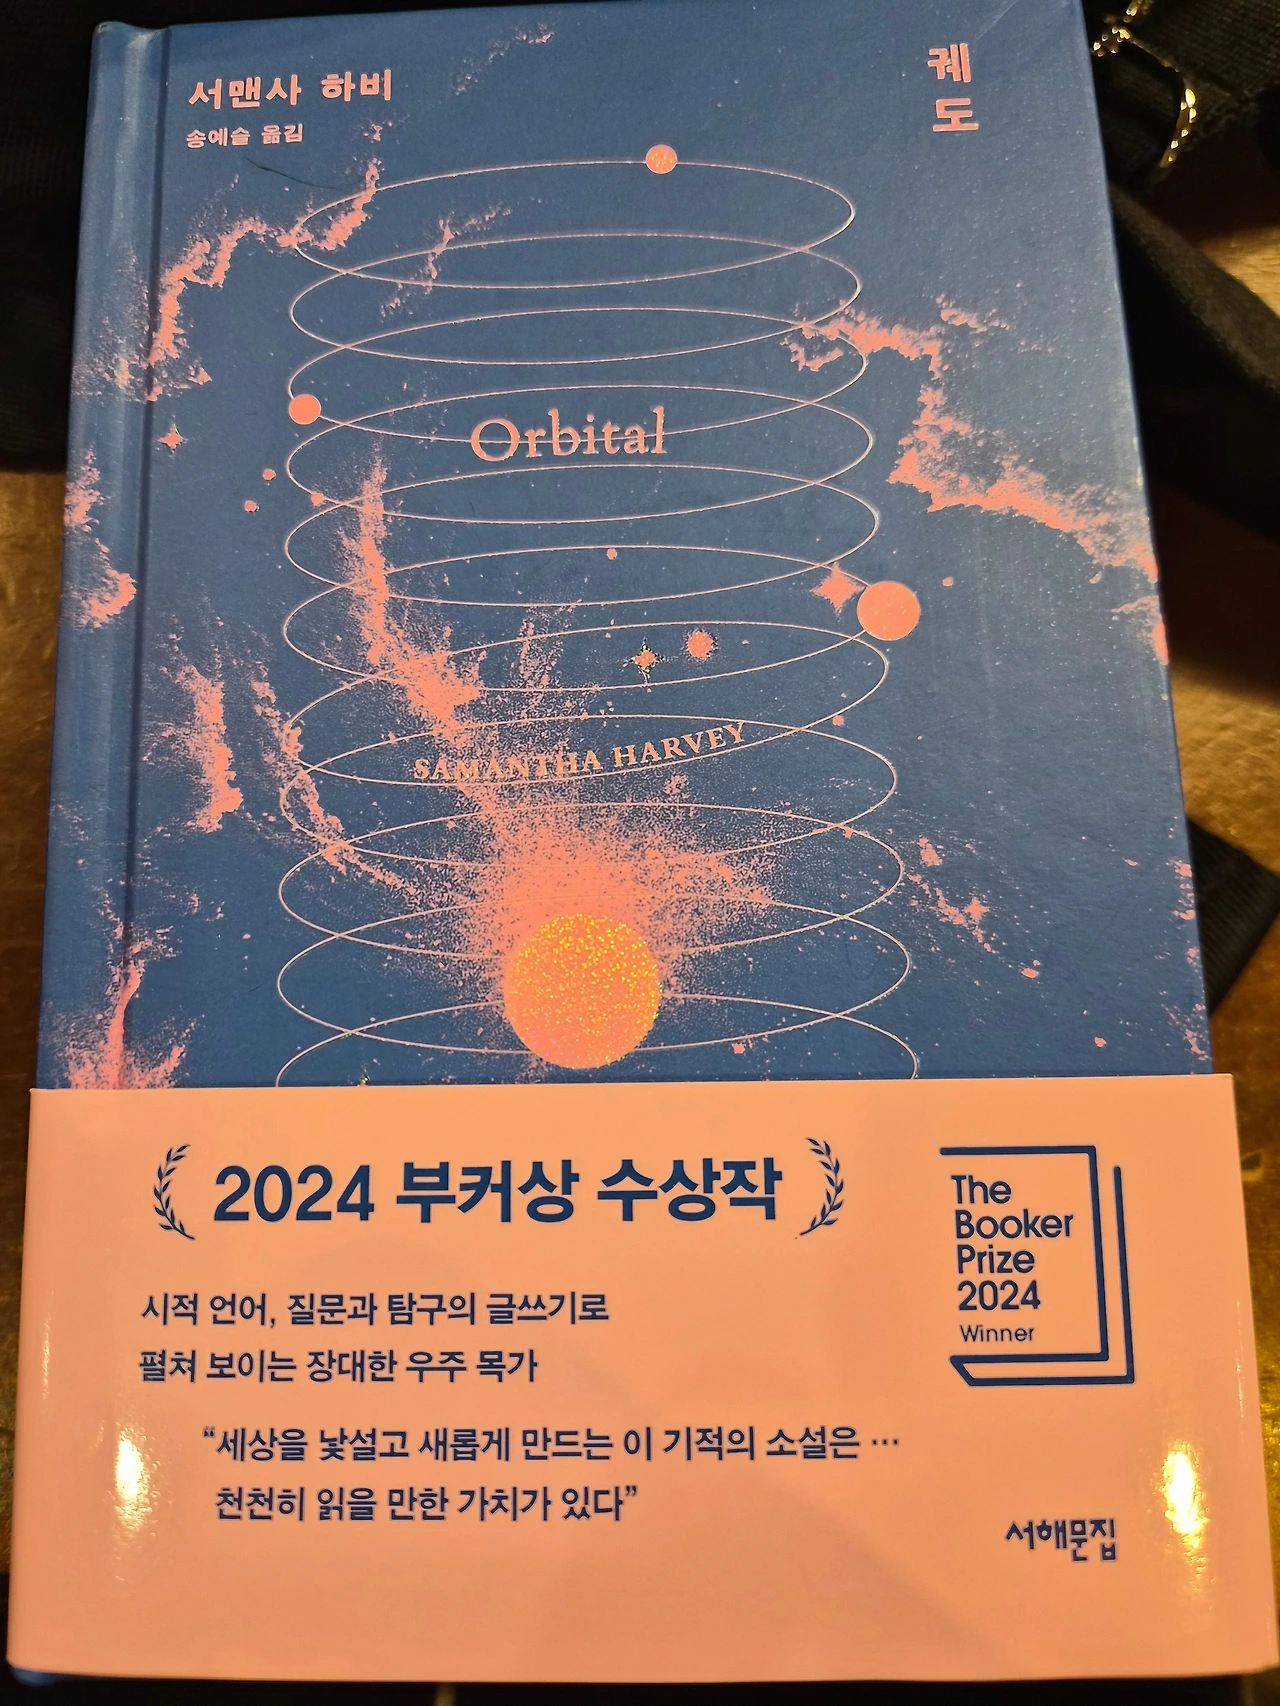 서맨사 하비
송예슬 옮김
궤
도
Orbital
SAMANTHA HARVEY
2024 부커상 수상작
The
Booker
Prize
2024
Winner
시적 언어, 질문과 탐구의 글쓰기로
펼쳐 보이는 장대한 우주 목가
“세상을 낯설고 새롭게 만드는 이 기적의 소설은 …
천천히 읽을 만한 가치가 있다”
서해문집